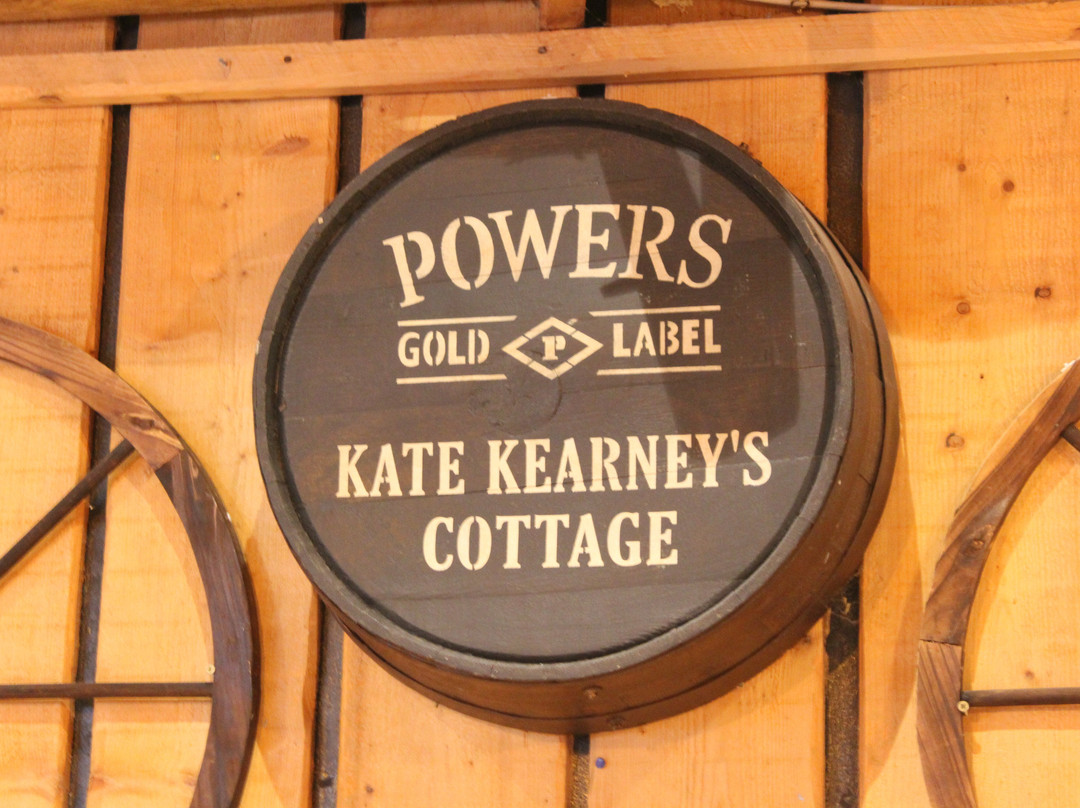 POWERS
GOLD P LABEL
KATE KEARNEY'S
COTTAGE